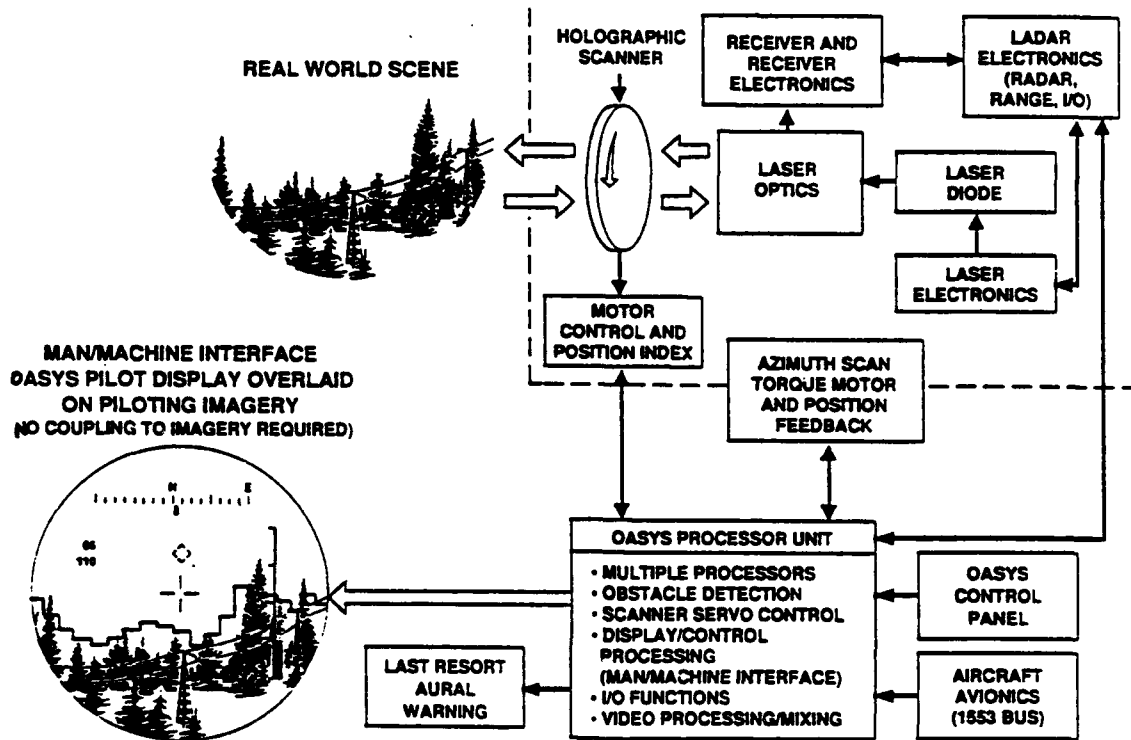 REAL WORLD SCENE
HOLOGRAPHIC
SCANNER
RECEIVER AND
RECEIVER
ELECTRONICS
LADAR
ELECTRONICS
(RADAR,
RANGE, I/O)
LASER
OPTICS
LASER
DIODE
LASER
ELECTRONICS
MOTOR
CONTROL AND
POSITION INDEX
AZIMUTH SCAN
TORQUE MOTOR
AND POSITION
FEEDBACK
MAN/MACHINE INTERFACE
OASYS PILOT DISPLAY OVERLAID
ON PILOTING IMAGERY
(NO COUPLING TO IMAGERY REQUIRED)
N E
110
OASYS PROCESSOR UNIT
• MULTIPLE PROCESSORS
• OBSTACLE DETECTION
• SCANNER SERVO CONTROL
• DISPLAY/CONTROL
PROCESSING
(MAN/MACHINE INTERFACE)
• I/O FUNCTIONS
• VIDEO PROCESSING/MIXING
OASYS
CONTROL
PANEL
AIRCRAFT
AVIONICS
(1553 BUS)
LAST RESORT
AURAL
WARNING